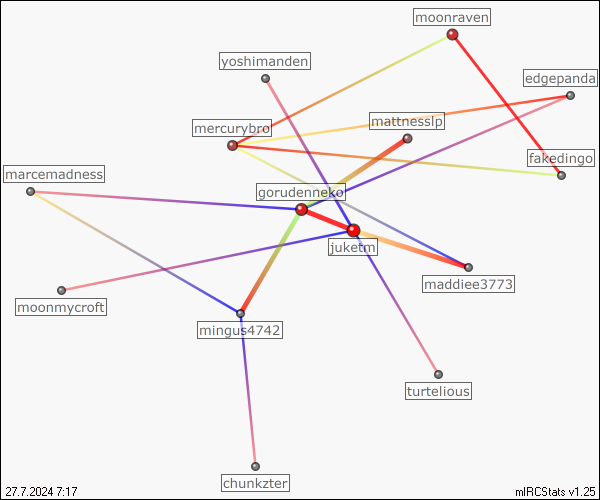 moonraven
yoshimanden
edgepanda
mattnesslp
mercurybro
fakedingo
marcemadness
gorudenneko
juketm
maddiee3773
moonmycroft
mingus4742
turtelious
chunkzter
27.7.2024 7:17
mIRCStats v1.25